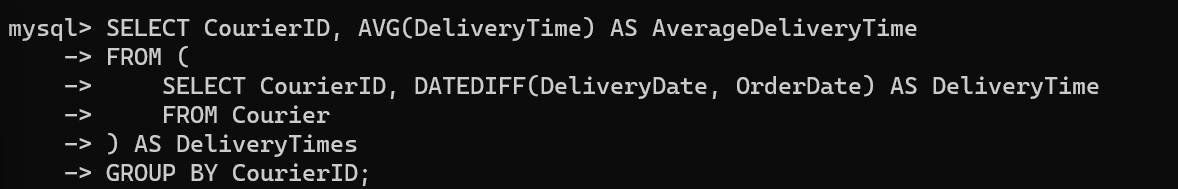 mysql> SELECT CourierID, AVG(DeliveryTime) AS AverageDeliveryTime
    -> FROM (
    ->     SELECT CourierID, DATEDIFF(DeliveryDate, OrderDate) AS DeliveryTime
    ->     FROM Courier
    -> ) AS DeliveryTimes
    -> GROUP BY CourierID;